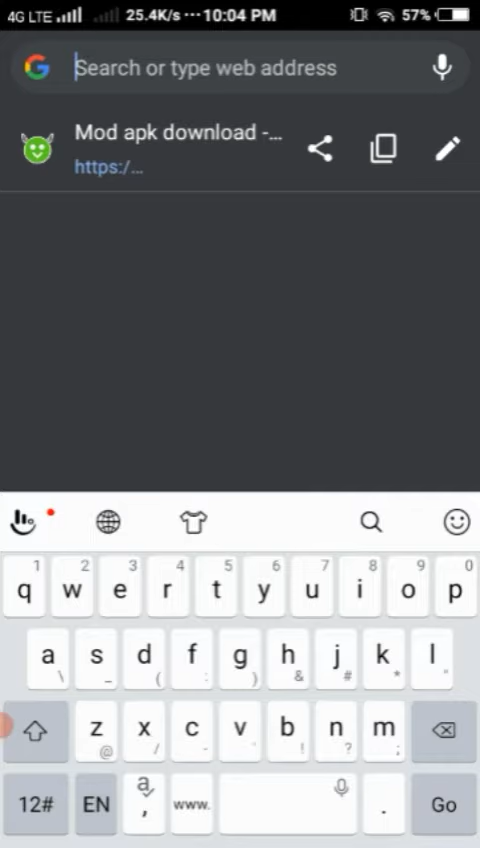 4G LTE 25.4K/s ··· 10:04 PM 57%
Search or type web address
Mod apk download -...
https:/...
1 2 3 4 5 6 7 8 9 0
q w e r t y u i o p
a s d f g h j k l
\ _ ( : ) & # * "
z x c v b n m
@ / - ' ! ? ;
12# EN a , www. . Go